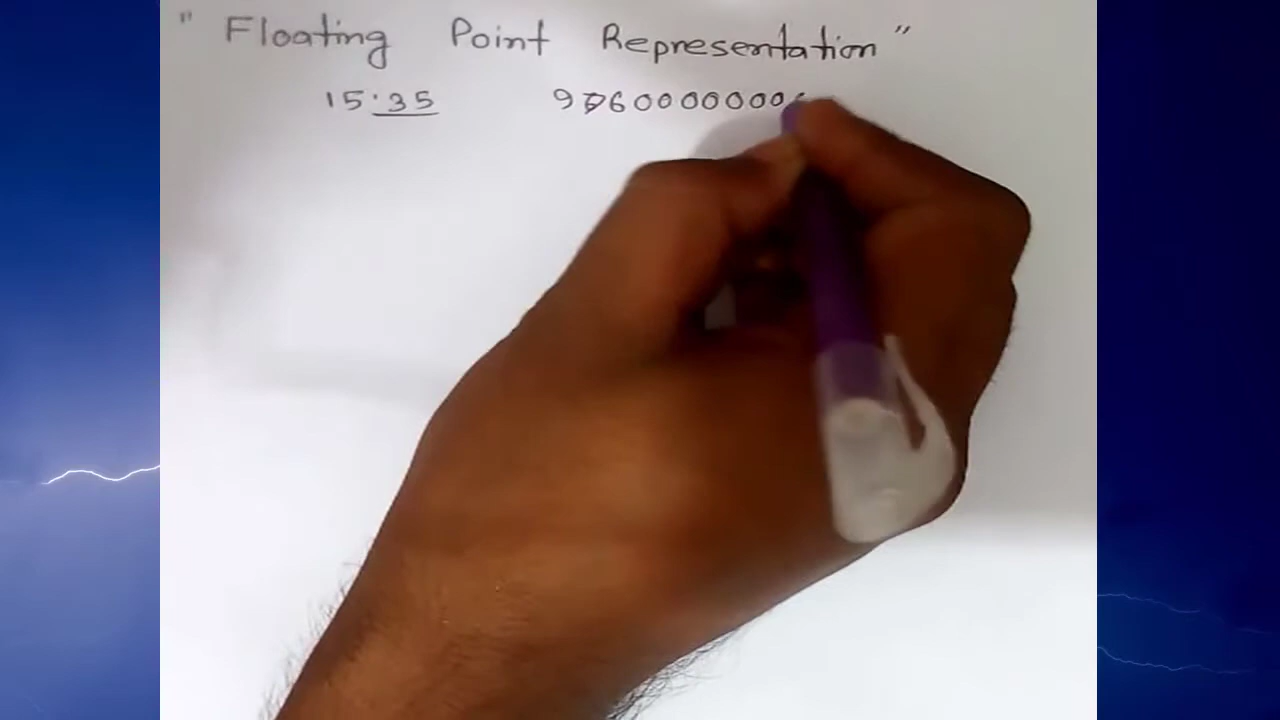 " Floating Point Representation "
15.35 9760000000